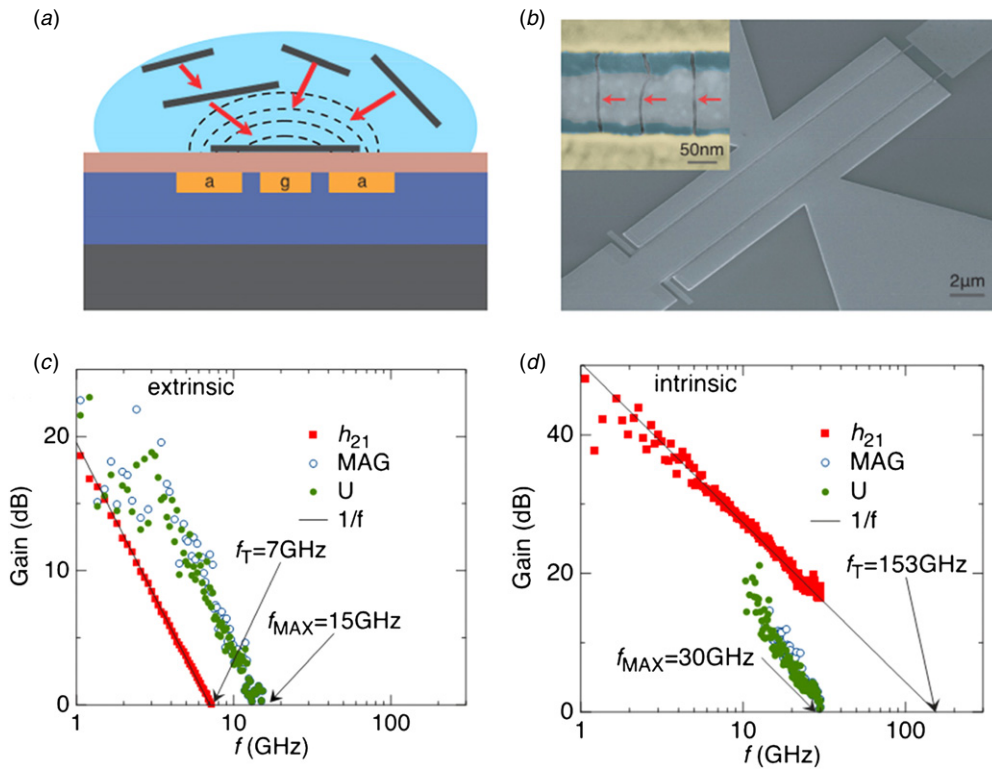 (a)
a g a
(b)
50nm
2μm
(c)
extrinsic
20
10
0
Gain (dB)
h21
MAG
U
1/f
fT=7GHz
fMAX=15GHz
1 10 100
f (GHz)
(d)
intrinsic
40
20
0
Gain (dB)
h21
MAG
U
1/f
fT=153GHz
fMAX=30GHz
1 10 100
f (GHz)